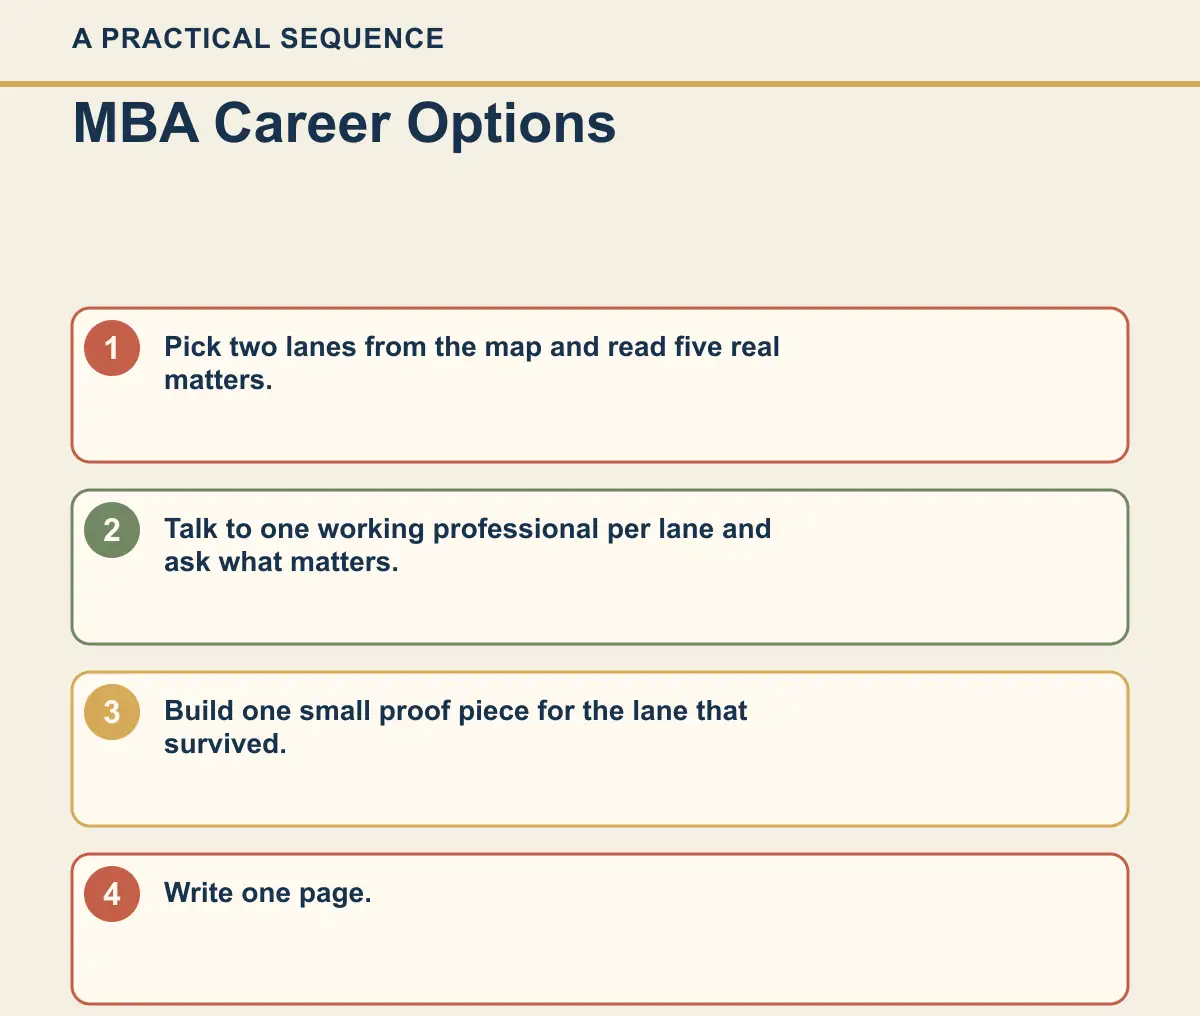 A PRACTICAL SEQUENCE
MBA Career Options
1
Pick two lanes from the map and read five real
matters.
2
Talk to one working professional per lane and
ask what matters.
3
Build one small proof piece for the lane that
survived.
4
Write one page.